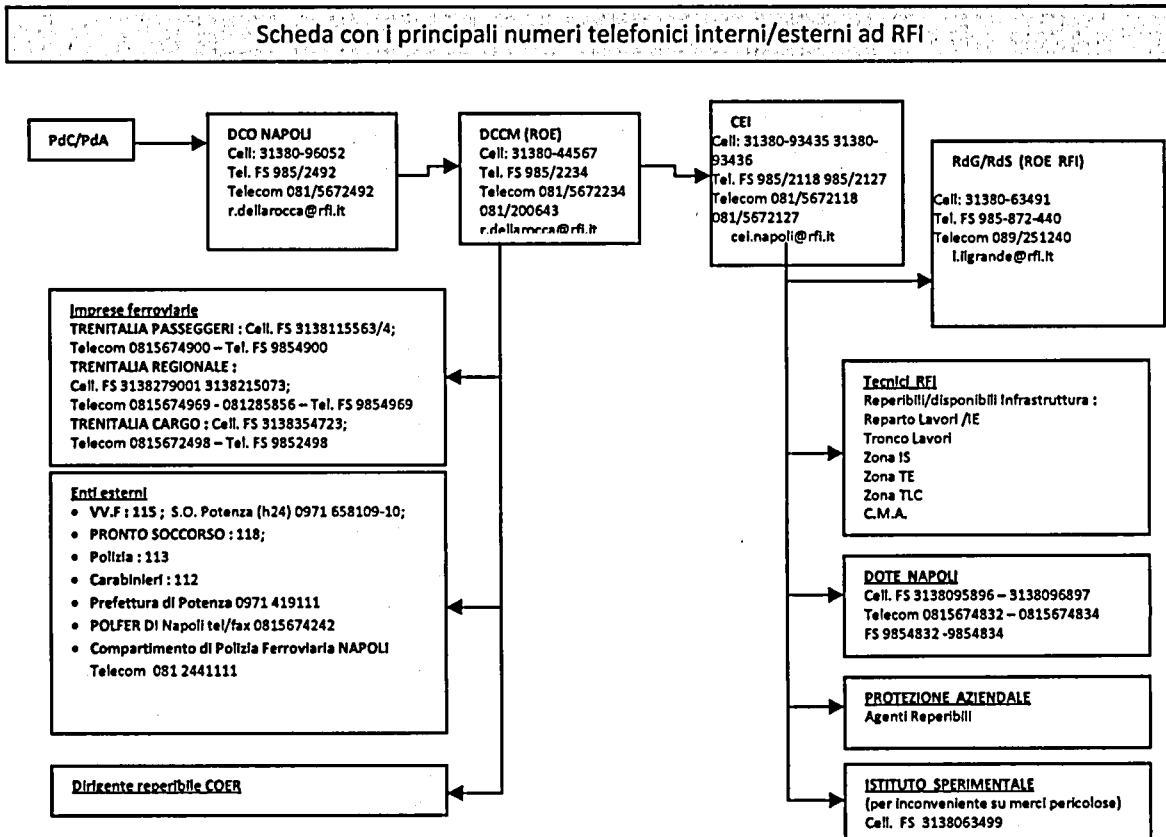 Scheda con i principali numeri telefonici interni/esterni ad RFI
PdC/PdA
DCO NAPOLI
Cell: 31380-96052
Tel. FS 985/2492
Telecom 081/5672492
r.dellarocca@rfi.it
DCCM (ROE)
Cell: 31380-44567
Tel. FS 985/2234
Telecom 081/5672234
081/200643
r.dellarocca@rfi.it
CEI
Cell: 31380-93435 31380-
93436
Tel. FS 985/2118 985/2127
Telecom 081/5672118
081/5672127
cei.napoli@rfi.it
RdG/RdS (ROE RFI)
Cell: 31380-63491
Tel. FS 985-872-440
Telecom 089/251240
l.ilgrande@rfi.it
Imprese ferroviarie
TRENITALIA PASSEGGERI : Cell. FS 3138115563/4;
Telecom 0815674900 – Tel. FS 9854900
TRENITALIA REGIONALE :
Cell. FS 3138279001 3138215073;
Telecom 0815674969 - 081285856 – Tel. FS 9854969
TRENITALIA CARGO : Cell. FS 3138354723;
Telecom 0815672498 – Tel. FS 9852498
Enti esterni
• VV.F : 115 ; S.O. Potenza (h24) 0971 658109-10;
• PRONTO SOCCORSO : 118;
• Polizia : 113
• Carabinieri : 112
• Prefettura di Potenza 0971 419111
• POLFER DI Napoli tel/fax 0815674242
• Compartimento di Polizia Ferroviaria NAPOLI
Telecom 081 2441111
Dirigente reperibile COER
Tecnici RFI
Reperibili/disponibili Infrastruttura :
Reparto Lavori /IE
Tronco Lavori
Zona IS
Zona TE
Zona TLC
C.M.A.
DOTE NAPOLI
Cell. FS 3138095896 – 3138096897
Telecom 0815674832 – 0815674834
FS 9854832 -9854834
PROTEZIONE AZIENDALE
Agenti Reperibili
ISTITUTO SPERIMENTALE
(per inconveniente su merci pericolose)
Cell. FS 3138063499